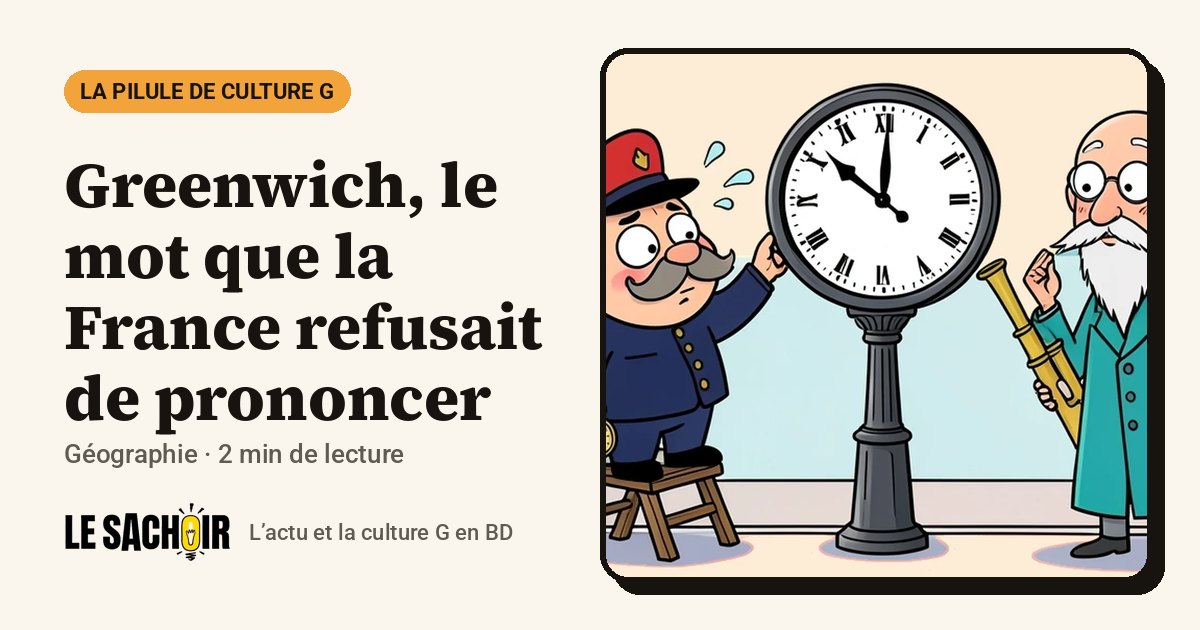 LA PILULE DE CULTURE G
Greenwich, le
mot que la
France refusait
de prononcer
Géographie · 2 min de lecture
LE SACHOIR
L’actu et la culture G en BD
XII
I